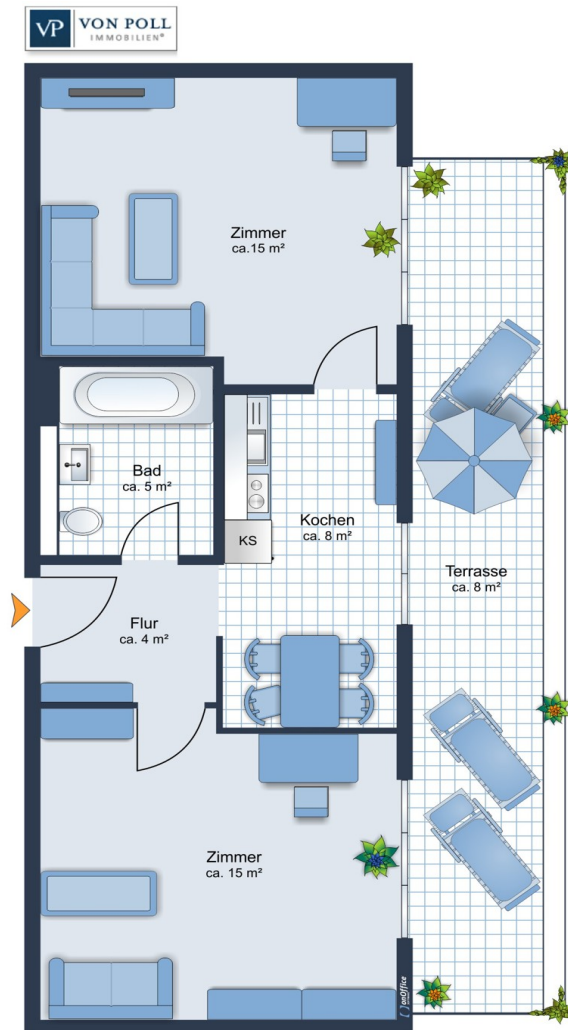 VP VON POLL
IMMOBILIEN®
Zimmer
ca.15 m²
Bad
ca. 5 m²
Kochen
ca. 8 m²
KS
Terrasse
ca. 8 m²
Flur
ca. 4 m²
Zimmer
ca. 15 m²
onOffice